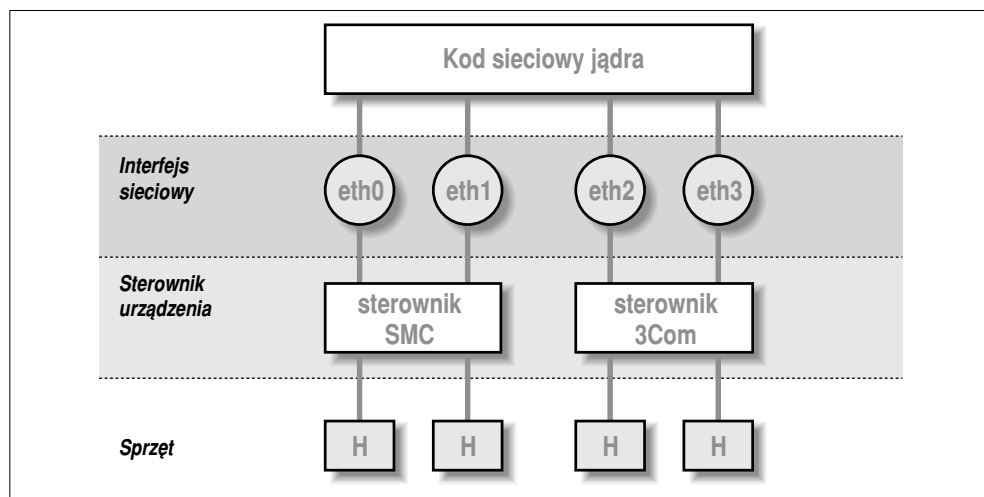 Kod sieciowy jądra
Interfejs
sieciowy
eth0 eth1 eth2 eth3
Sterownik
urządzenia
sterownik
SMC
sterownik
3Com
Sprzęt
H H H H